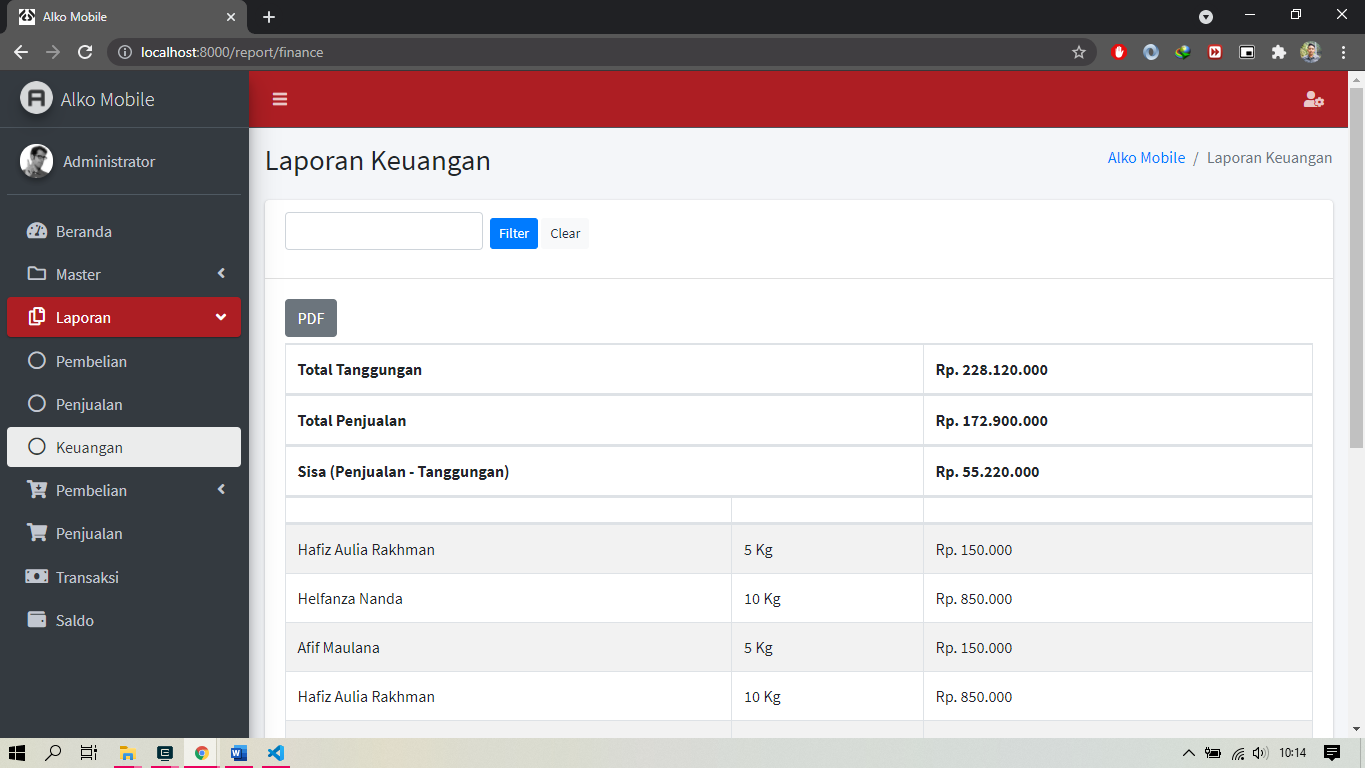 Alko Mobile
localhost:8000/report/finance
Alko Mobile
Administrator
Beranda
Master
Laporan
Pembelian
Penjualan
Keuangan
Pembelian
Penjualan
Transaksi
Saldo
Laporan Keuangan
Alko Mobile / Laporan Keuangan
Filter Clear
PDF
Total Tanggungan Rp. 228.120.000
Total Penjualan Rp. 172.900.000
Sisa (Penjualan - Tanggungan) Rp. 55.220.000
Hafiz Aulia Rakhman 5 Kg Rp. 150.000
Helfanza Nanda 10 Kg Rp. 850.000
Afif Maulana 5 Kg Rp. 150.000
Hafiz Aulia Rakhman 10 Kg Rp. 850.000
10:14